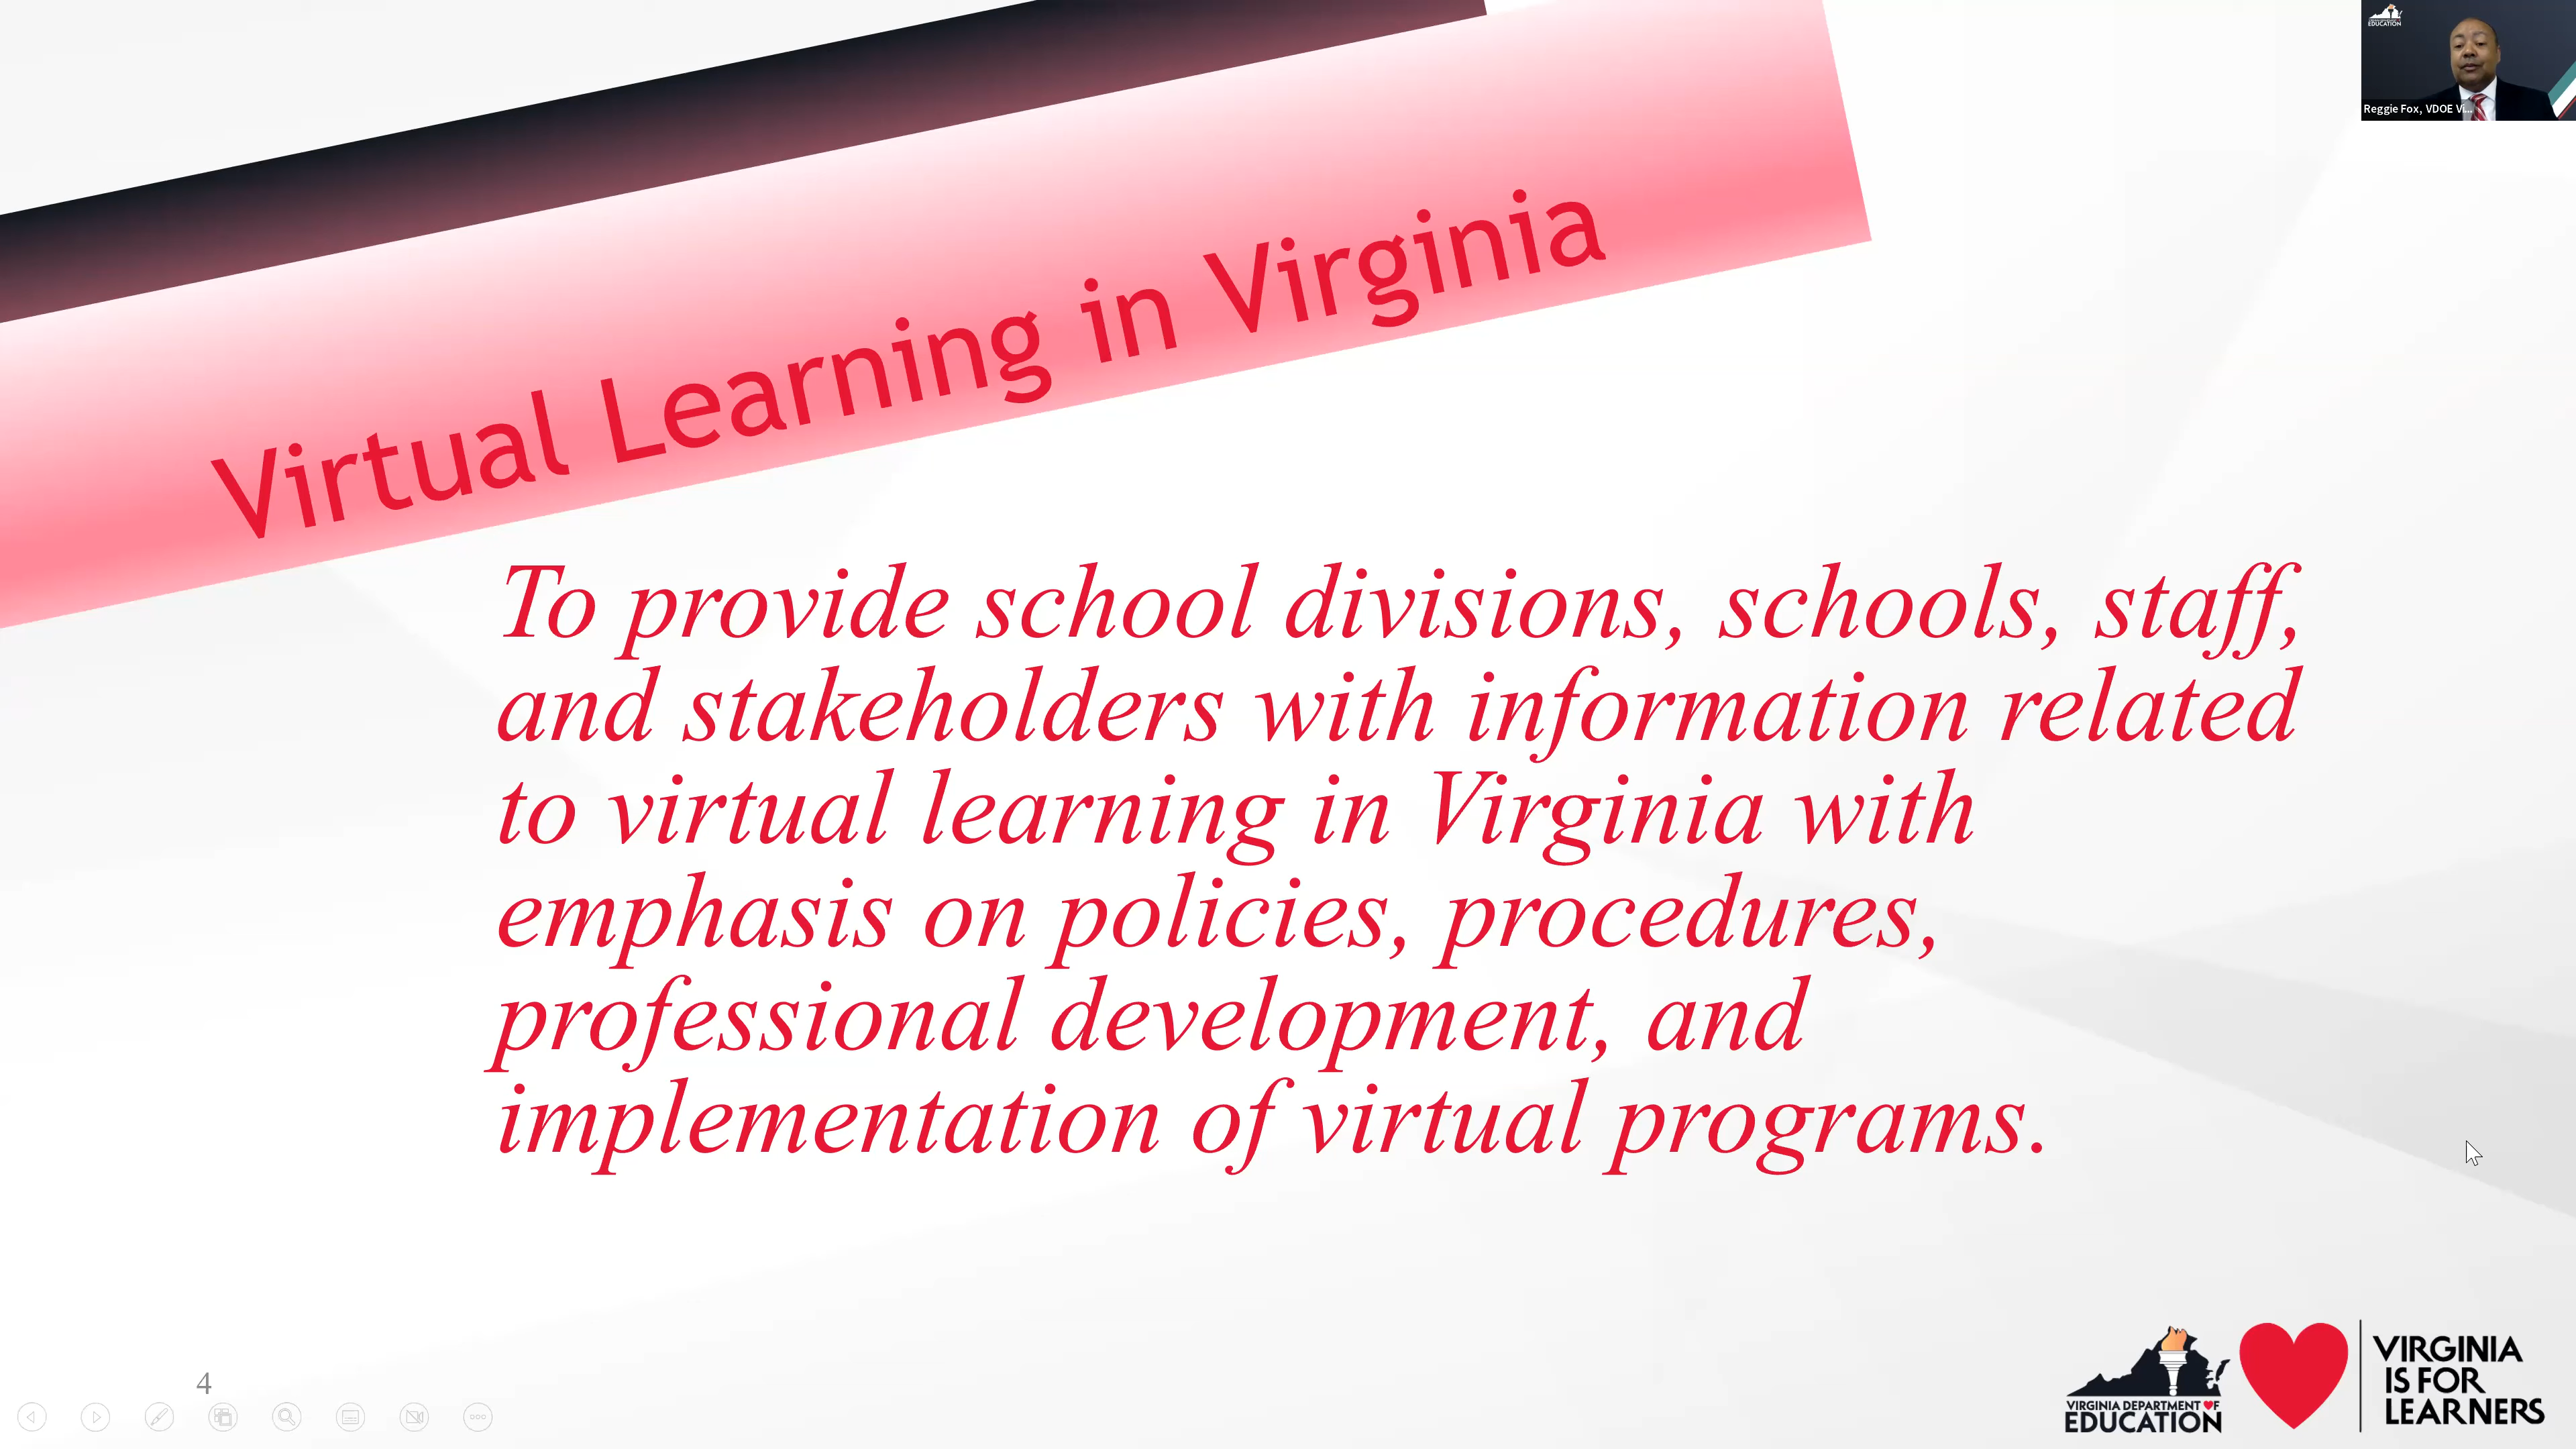 EDUCATION
Reggie Fox, VDOE Vi...
Virtual Learning in Virginia
To provide school divisions, schools, staff,
and stakeholders with information related
to virtual learning in Virginia with
emphasis on policies, procedures,
professional development, and
implementation of virtual programs.
4
VIRGINIA DEPARTMENT OF
EDUCATION
VIRGINIA
IS FOR
LEARNERS